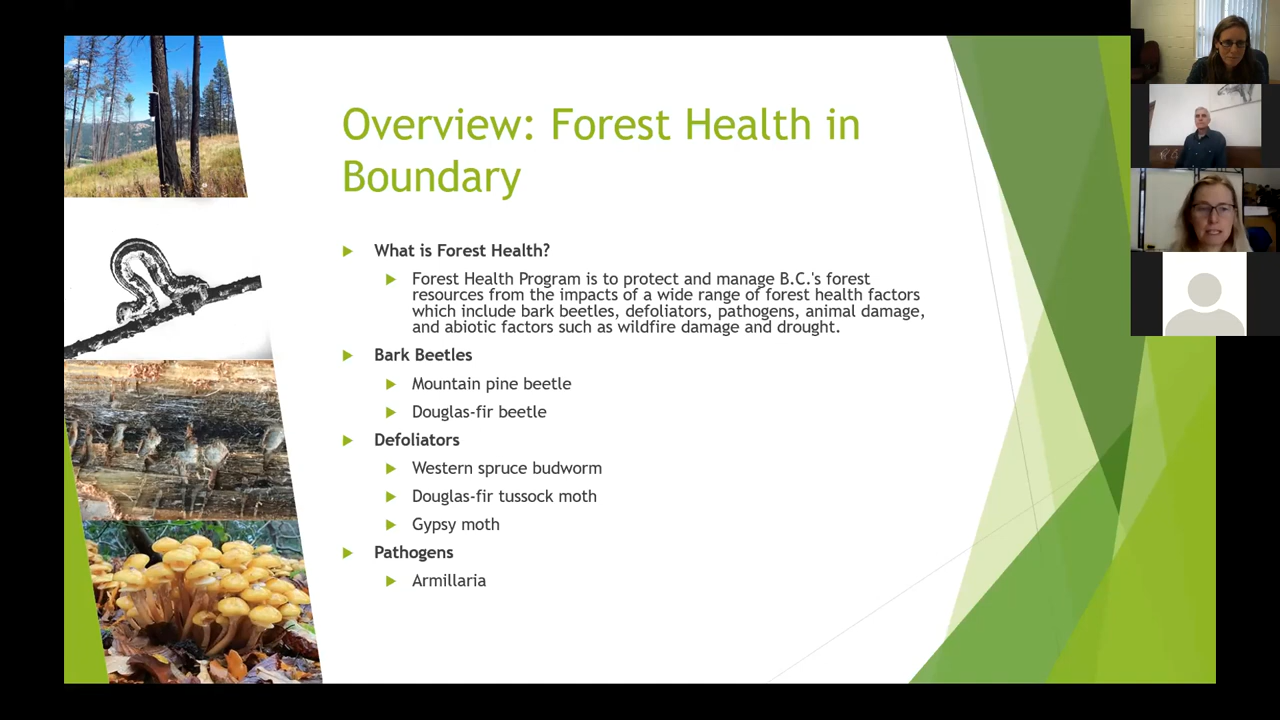 Overview: Forest Health in
Boundary
What is Forest Health?
Forest Health Program is to protect and manage B.C.'s forest
resources from the impacts of a wide range of forest health factors
which include bark beetles, defoliators, pathogens, animal damage,
and abiotic factors such as wildfire damage and drought.
Bark Beetles
Mountain pine beetle
Douglas-fir beetle
Defoliators
Western spruce budworm
Douglas-fir tussock moth
Gypsy moth
Pathogens
Armillaria